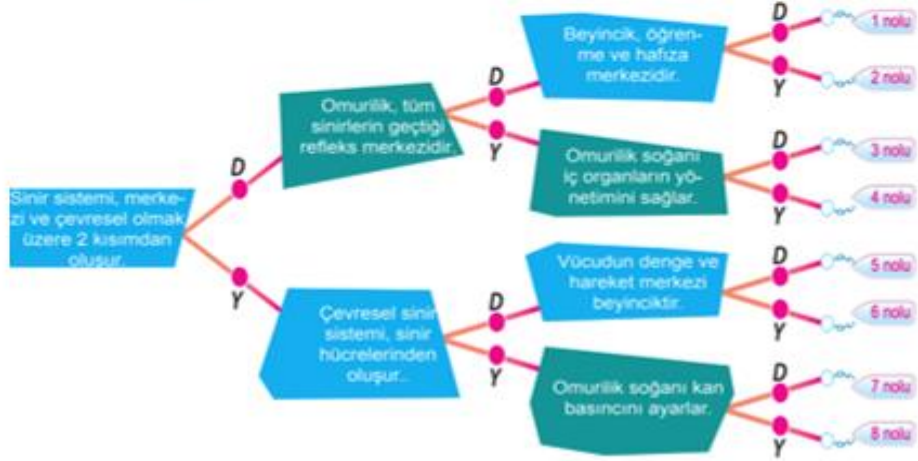 Sinir sistemi, merke-
zi ve çevresel olmak
üzere 2 kısımdan
oluşur.
D
Y
Omurilik, tüm
sinirlerin geçtiği
refleks merkezidir.
D
Y
Çevresel sinir
sistemi, sinir
hücrelerinden
oluşur..
D
Y
Beyincik, öğren-
me ve hafıza
merkezidir.
D
Y
Omurilik soğanı
iç organların yö-
netimini sağlar.
D
Y
Vücudun denge ve
hareket merkezi
beyinciktir.
D
Y
Omurilik soğanı kan
basıncını ayarlar.
D
Y
1 nolu
2 nolu
3 nolu
4 nolu
5 nolu
6 nolu
7 nolu
8 nolu